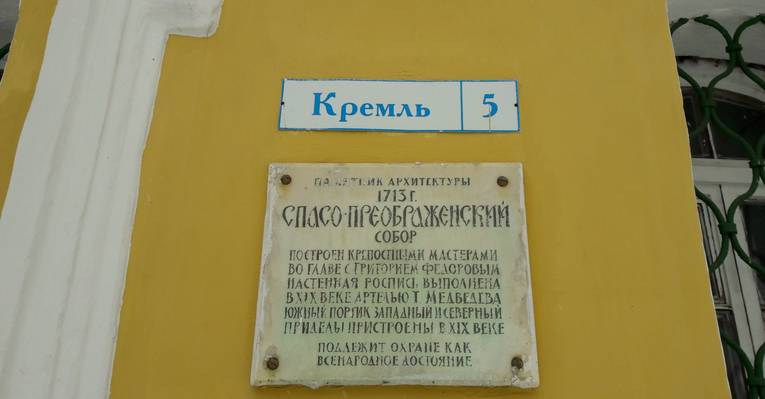 Кремль 5
ПАМЯТНИК АРХИТЕКТУРЫ
1713 Г.
СПАСО-ПРЕОБРАЖЕНСКИЙ
СОБОР
ПОСТРОЕН КРЕПОСТНЫМИ МАСТЕРАМИ
ВО ГЛАВЕ С ГРИГОРИЕМ ФЕДОРОВЫМ
НАСТЕННАЯ РОСПИСЬ ВЫПОЛНЕНА
В XIX ВЕКЕ АРТЕЛЬЮ Т. МЕДВЕДЕВА
ЮЖНЫЙ ПОРТИК ЗАПАДНЫЙ И СЕВЕРНЫЙ
ПРИДЕЛЫ ПРИСТРОЕНЫ В XIX ВЕКЕ
ПОДЛЕЖИТ ОХРАНЕ КАК
ВСЕНАРОДНОЕ ДОСТОЯНИЕ